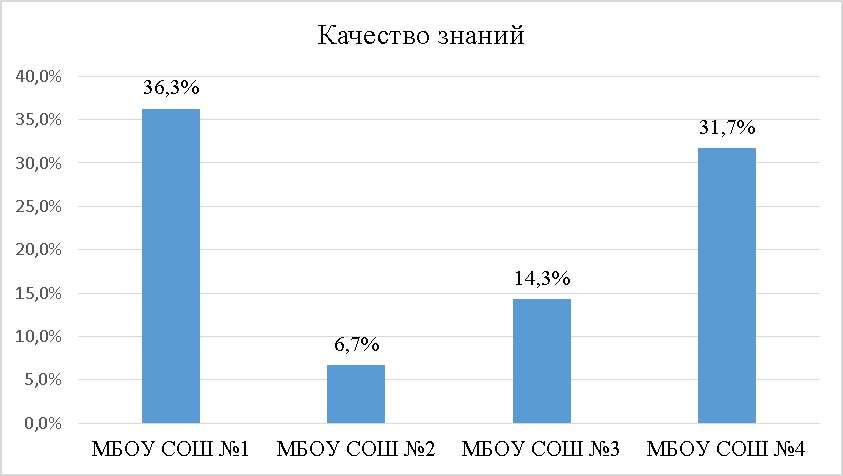 Качество знаний
40,0%
35,0%
30,0%
25,0%
20,0%
15,0%
10,0%
5,0%
0,0%
36,3%
6,7%
14,3%
31,7%
МБОУ СОШ №1
МБОУ СОШ №2
МБОУ СОШ №3
МБОУ СОШ №4